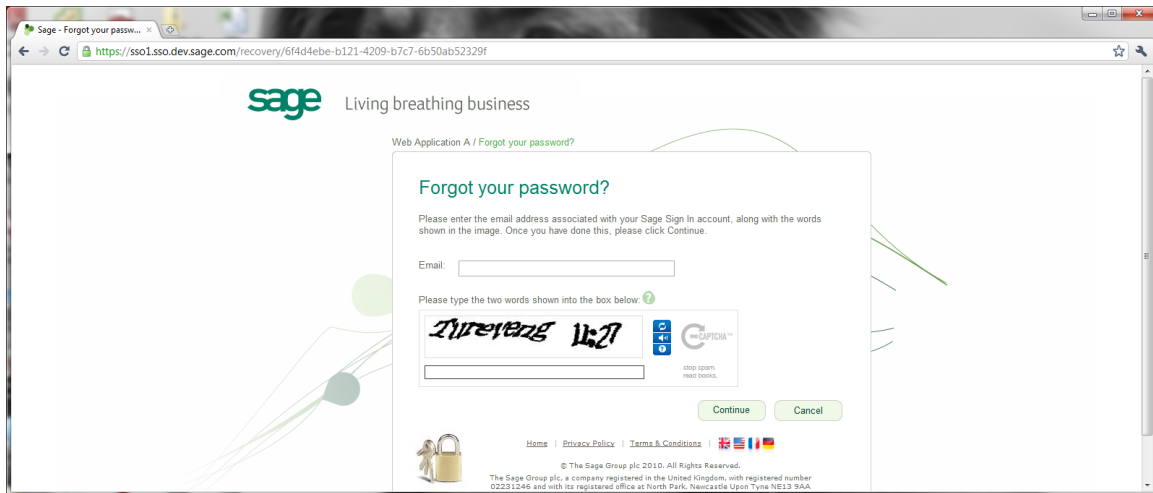 Sage - Forgot your passw...
https://sso1.sso.dev.sage.com/recovery/6f4d4ebe-b121-4209-b7c7-6b50ab52329f
sage Living breathing business
Web Application A / Forgot your password?
Forgot your password?
Please enter the email address associated with your Sage Sign In account, along with the words
shown in the image. Once you have done this, please click Continue.
Email:
Please type the two words shown into the box below: ?
CAPTCHA™
stop spam.
read books.
Continue Cancel
Home | Privacy Policy | Terms & Conditions |
© The Sage Group plc 2010. All Rights Reserved.
The Sage Group plc, a company registered in the United Kingdom, with registered number
02231246 and with its registered office at North Park, Newcastle Upon Tyne NE13 9AA